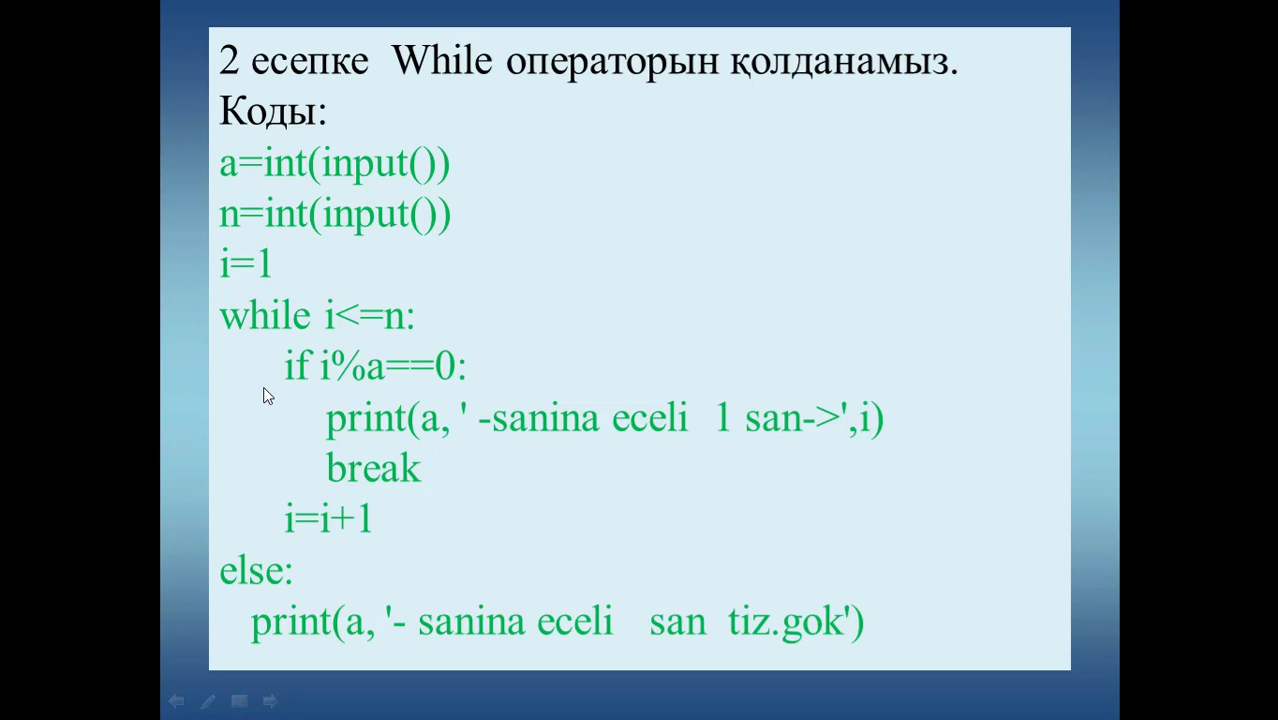 2 есепке  While операторын қолданамыз.
Коды:
a=int(input())
n=int(input())
i=1
while i<=n:
      if i%a==0:
          print(a, ' -sanina eceli  1 san->',i)
          break
      i=i+1
else:
   print(a, '- sanina eceli   san  tiz.gok')